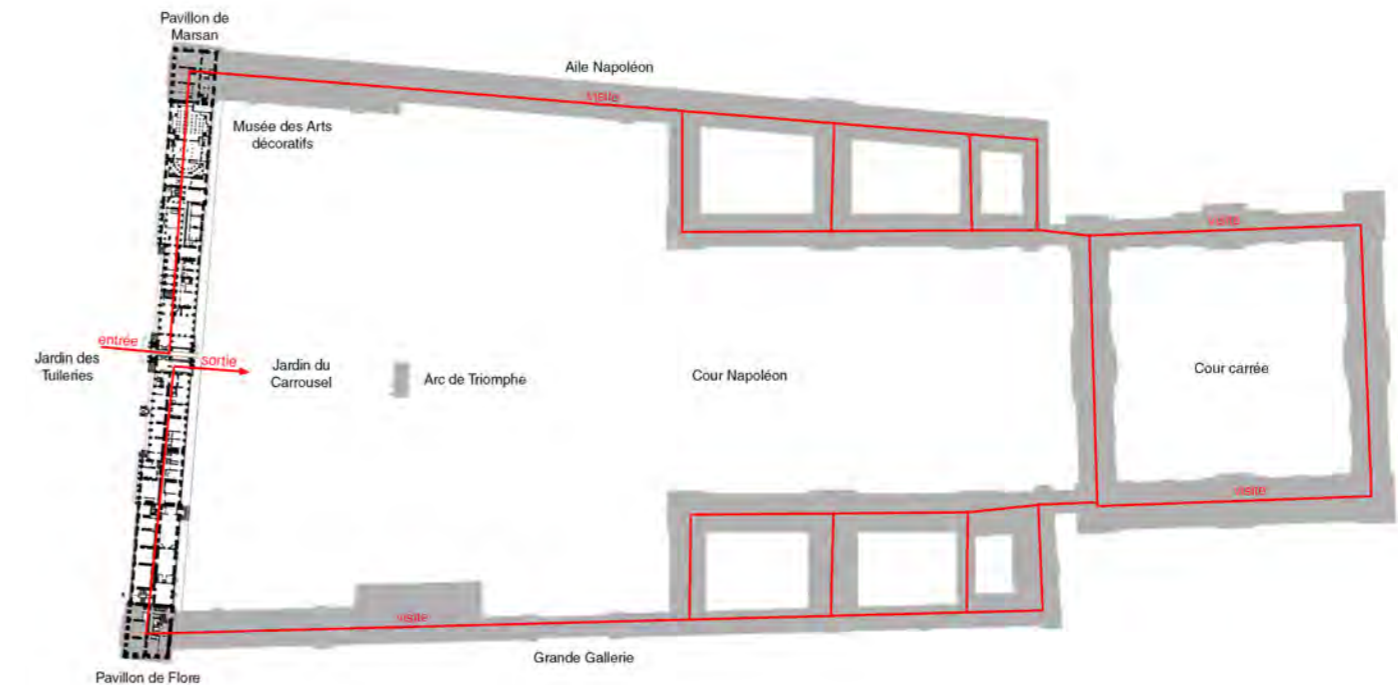 Pavillon de
Marsan
Aile Napoléon
visite
Musée des Arts
décoratifs
visite
entrée
sortie
Jardin des
Tuileries
Jardin du
Carrousel
Arc de Triomphe
Cour Napoléon
Cour carrée
visite
visite
Grande Gallerie
Pavillon de Flore